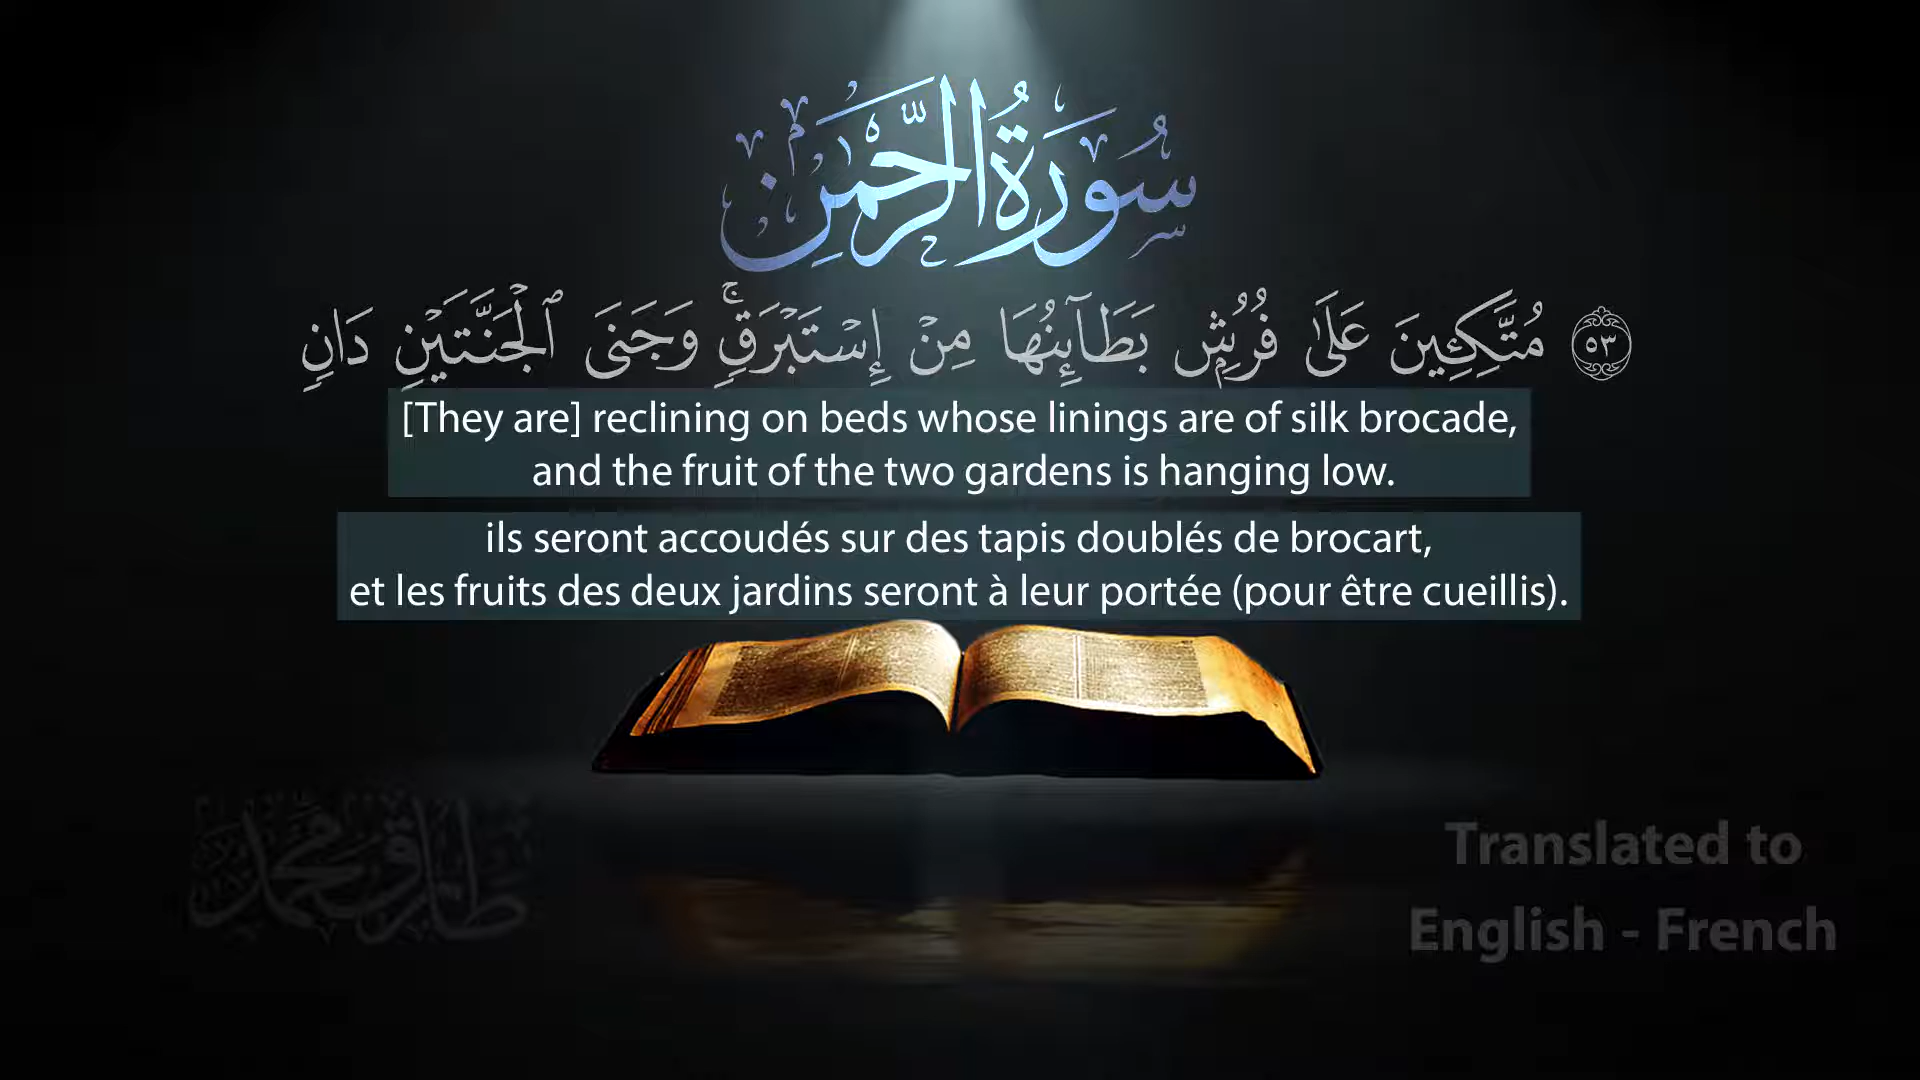 سُورَةُ الرَّحْمَٰنِ
۝٥٣ مُتَّكِـِٔينَ عَلَىٰ فُرُشٍۭ بَطَآئِنُهَا مِنْ إِسْتَبْرَقٍۚ وَجَنَى ٱلْجَنَّتَيْنِ دَانٍ
[They are] reclining on beds whose linings are of silk brocade,
and the fruit of the two gardens is hanging low.
ils seront accoudés sur des tapis doublés de brocart,
et les fruits des deux jardins seront à leur portée (pour être cueillis).
طارق محمد
Translated to
English - French